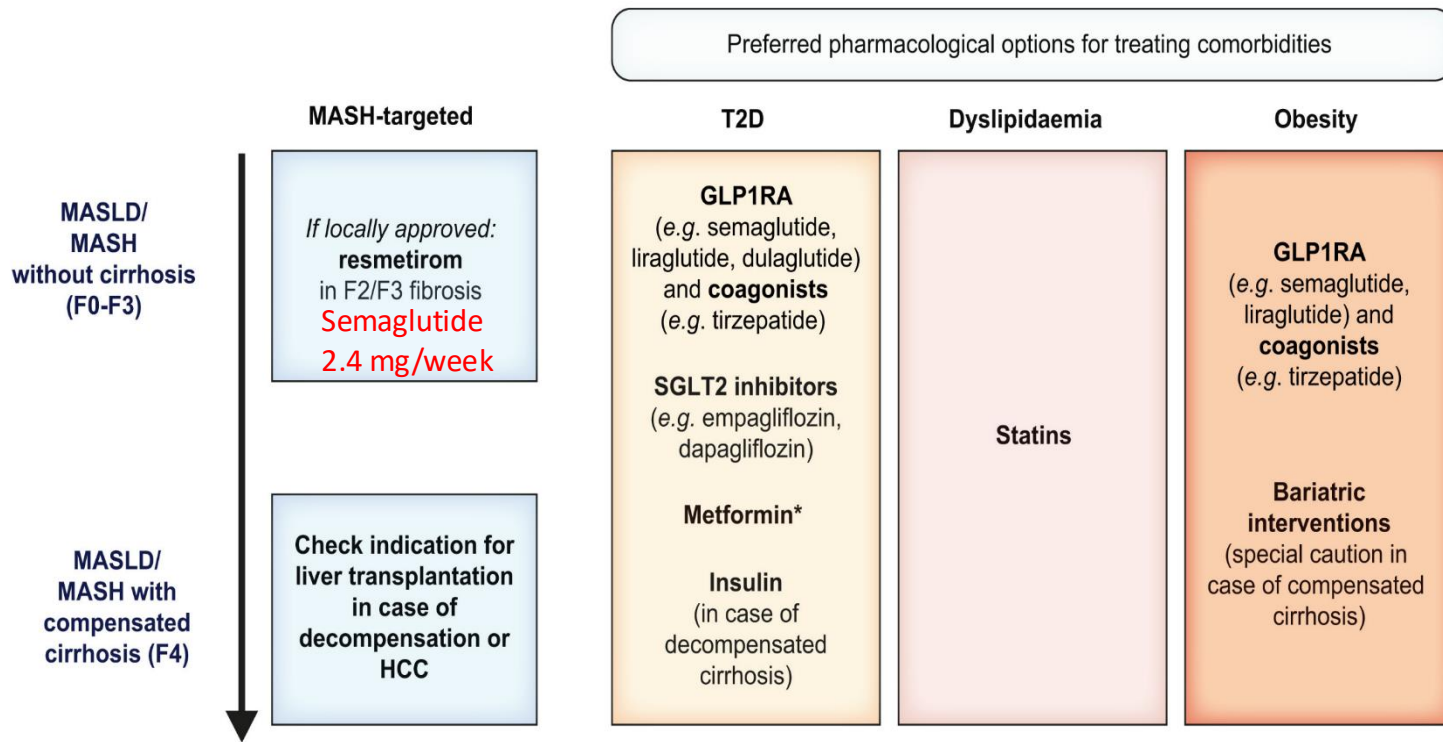 Preferred pharmacological options for treating comorbidities
MASH-targeted
T2D
Dyslipidaemia
Obesity
MASLD/
MASH
without cirrhosis
(F0-F3)
If locally approved:
resmetirom
in F2/F3 fibrosis
Semaglutide
2.4 mg/week
GLP1RA
(e.g. semaglutide,
liraglutide, dulaglutide)
and coagonists
(e.g. tirzepatide)
SGLT2 inhibitors
(e.g. empagliflozin,
dapagliflozin)
Metformin*
Insulin
(in case of
decompensated
cirrhosis)
Statins
GLP1RA
(e.g. semaglutide,
liraglutide) and
coagonists
(e.g. tirzepatide)
Bariatric
interventions
(special caution in
case of compensated
cirrhosis)
MASLD/
MASH with
compensated
cirrhosis (F4)
Check indication for
liver transplantation
in case of
decompensation or
HCC